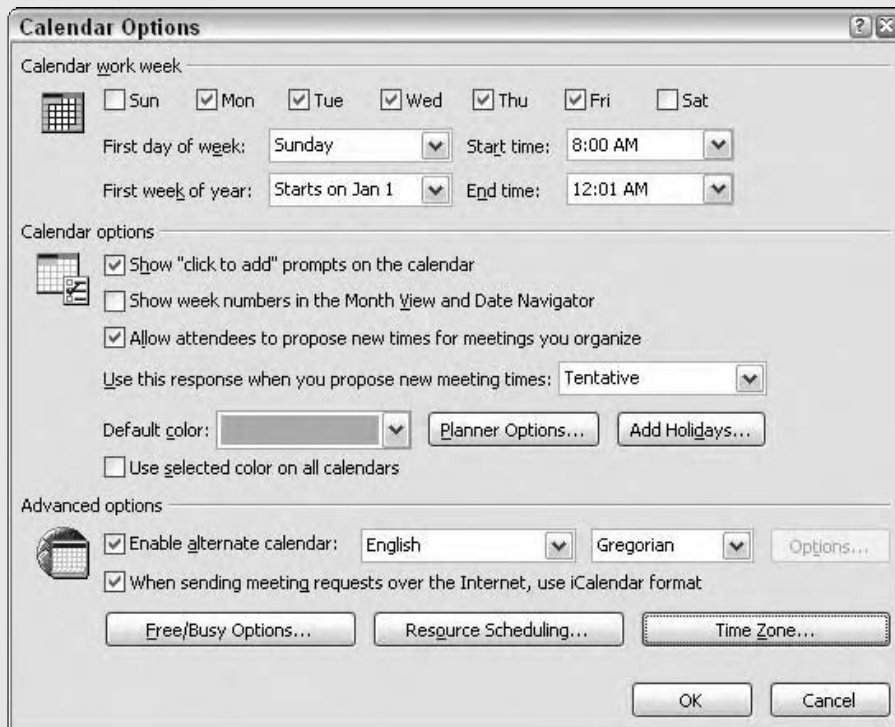 Calendar Options
Calendar work week
Sun Mon Tue Wed Thu Fri Sat
First day of week: Sunday Start time: 8:00 AM
First week of year: Starts on Jan 1 End time: 12:01 AM
Calendar options
Show "click to add" prompts on the calendar
Show week numbers in the Month View and Date Navigator
Allow attendees to propose new times for meetings you organize
Use this response when you propose new meeting times: Tentative
Default color: Planner Options... Add Holidays...
Use selected color on all calendars
Advanced options
Enable alternate calendar: English Gregorian Options...
When sending meeting requests over the Internet, use iCalendar format
Free/Busy Options... Resource Scheduling... Time Zone...
OK Cancel